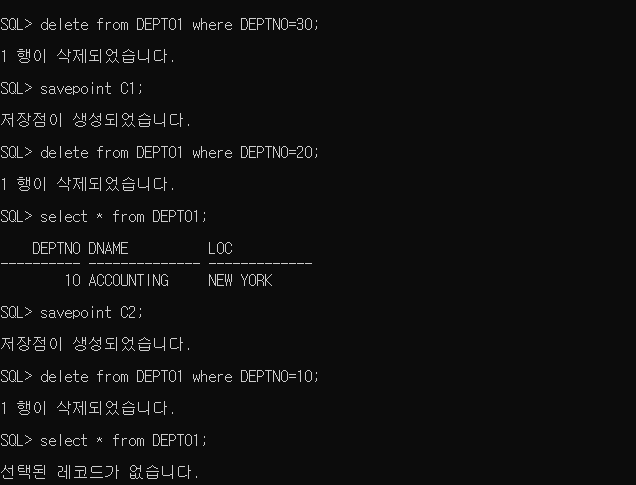 SQL> delete from DEPT01 where DEPTNO=30;
1 행이 삭제되었습니다.
SQL> savepoint C1;
저장점이 생성되었습니다.
SQL> delete from DEPT01 where DEPTNO=20;
1 행이 삭제되었습니다.
SQL> select * from DEPT01;
    DEPTNO DNAME          LOC
---------- -------------- -------------
        10 ACCOUNTING     NEW YORK
SQL> savepoint C2;
저장점이 생성되었습니다.
SQL> delete from DEPT01 where DEPTNO=10;
1 행이 삭제되었습니다.
SQL> select * from DEPT01;
선택된 레코드가 없습니다.